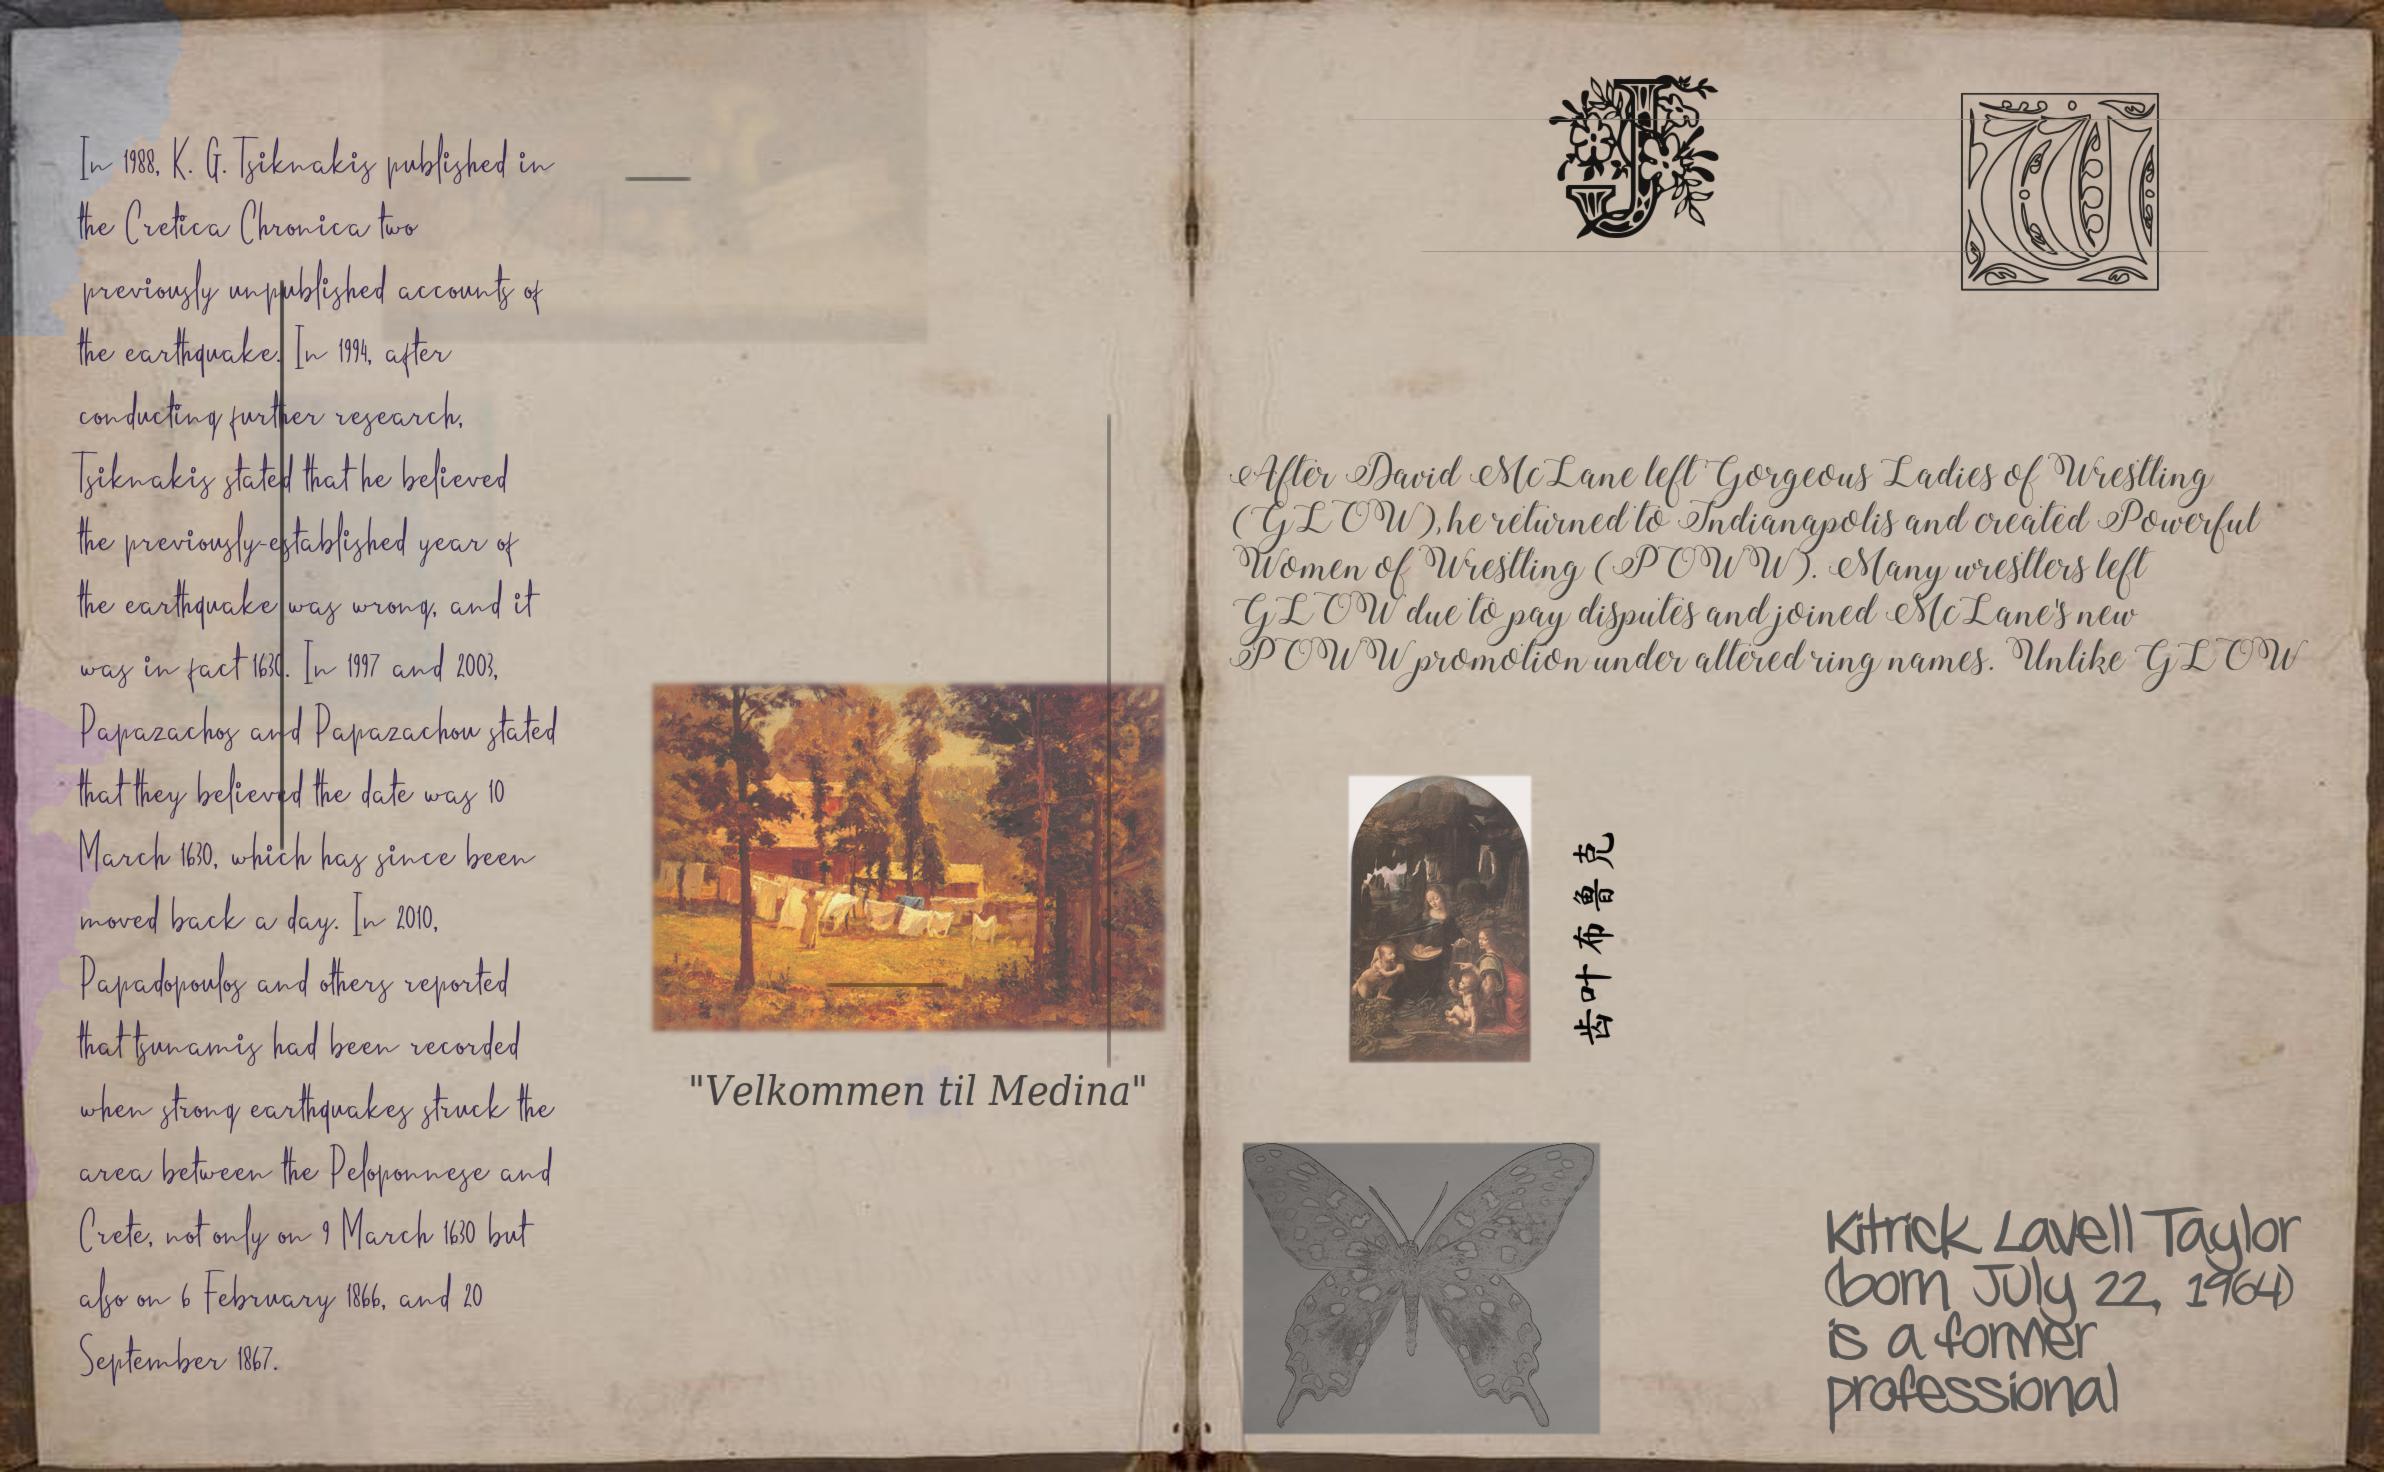 In 1988, K. G. Tsiknakis published in
the Cretica Chronica two
previously unpublished accounts of
the earthquake. In 1994, after
conducting further research,
Tsiknakis stated that he believed
the previously-established year of
the earthquake was wrong, and it
was in fact 1630. In 1997 and 2003,
Papazachos and Papazachou stated
that they believed the date was 10
March 1630, which has since been
moved back a day. In 2010,
Papadopoulos and others reported
that tsunamis had been recorded
when strong earthquakes struck the
area between the Peloponnese and
Crete, not only on 9 March 1630 but
also on 6 February 1866, and 20
September 1867.
"Velkommen til Medina"
J
W
After David McLane left Gorgeous Ladies of Wrestling
(GLOW), he returned to Indianapolis and created Powerful
Women of Wrestling (POWW). Many wrestlers left
GLOW due to pay disputes and joined McLane's new
POWW promotion under altered ring names. Unlike GLOW
齿叶布鲁克
Kitrick Lavell Taylor
(born July 22, 1964)
is a former
professional